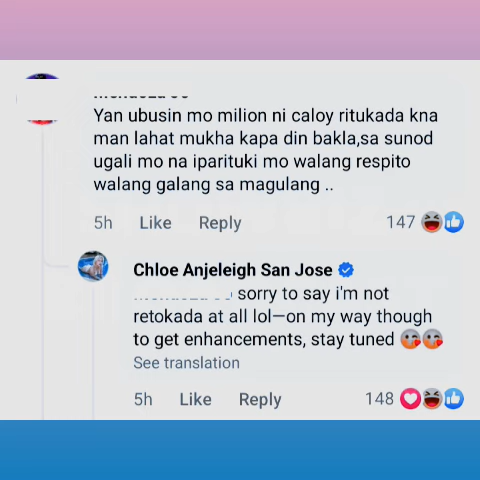 Yan ubusin mo milion ni caloy ritukada kna
man lahat mukha kapa din bakla,sa sunod
ugali mo na iparituki mo walang respito
walang galang sa magulang ..
5h Like Reply 147
Chloe Anjeleigh San Jose
sorry to say i'm not
retokada at all lol—on my way though
to get enhancements, stay tuned 😘😘
See translation
5h Like Reply 148